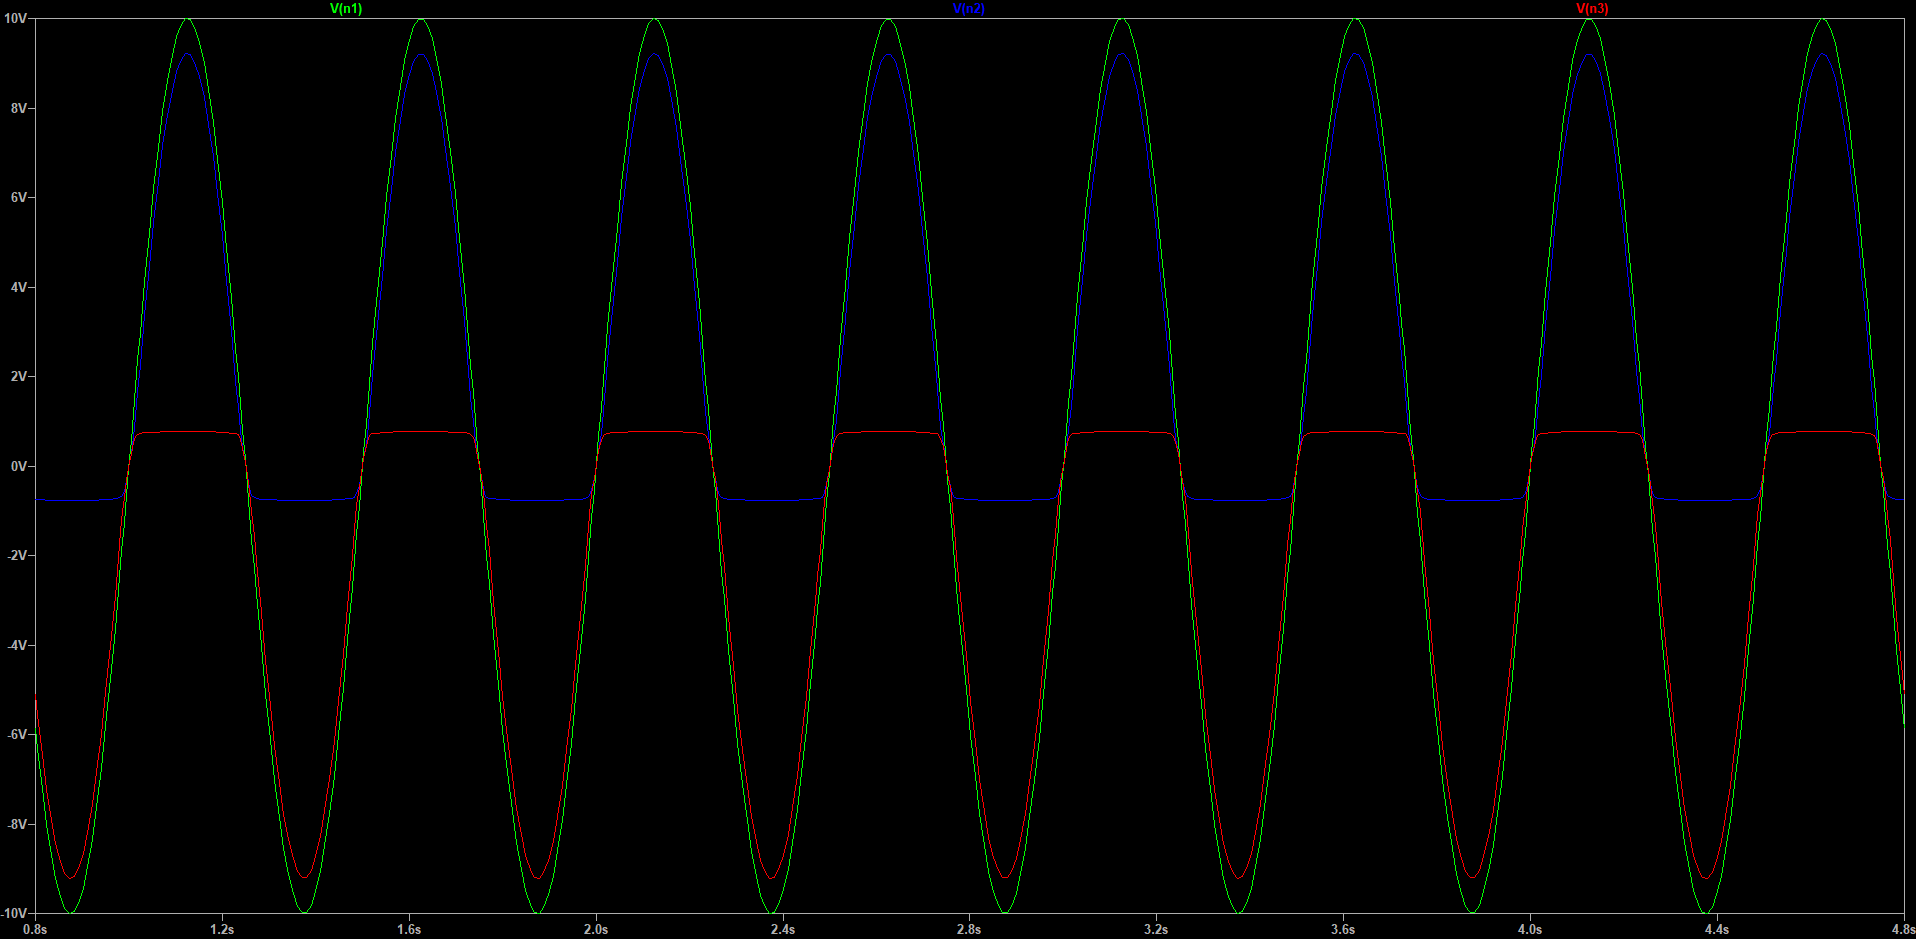 V(n1) V(n2) V(n3)
10V
8V
6V
4V
2V
0V
-2V
-4V
-6V
-8V
-10V
0.8s 1.2s 1.6s 2.0s 2.4s 2.8s 3.2s 3.6s 4.0s 4.4s 4.8s